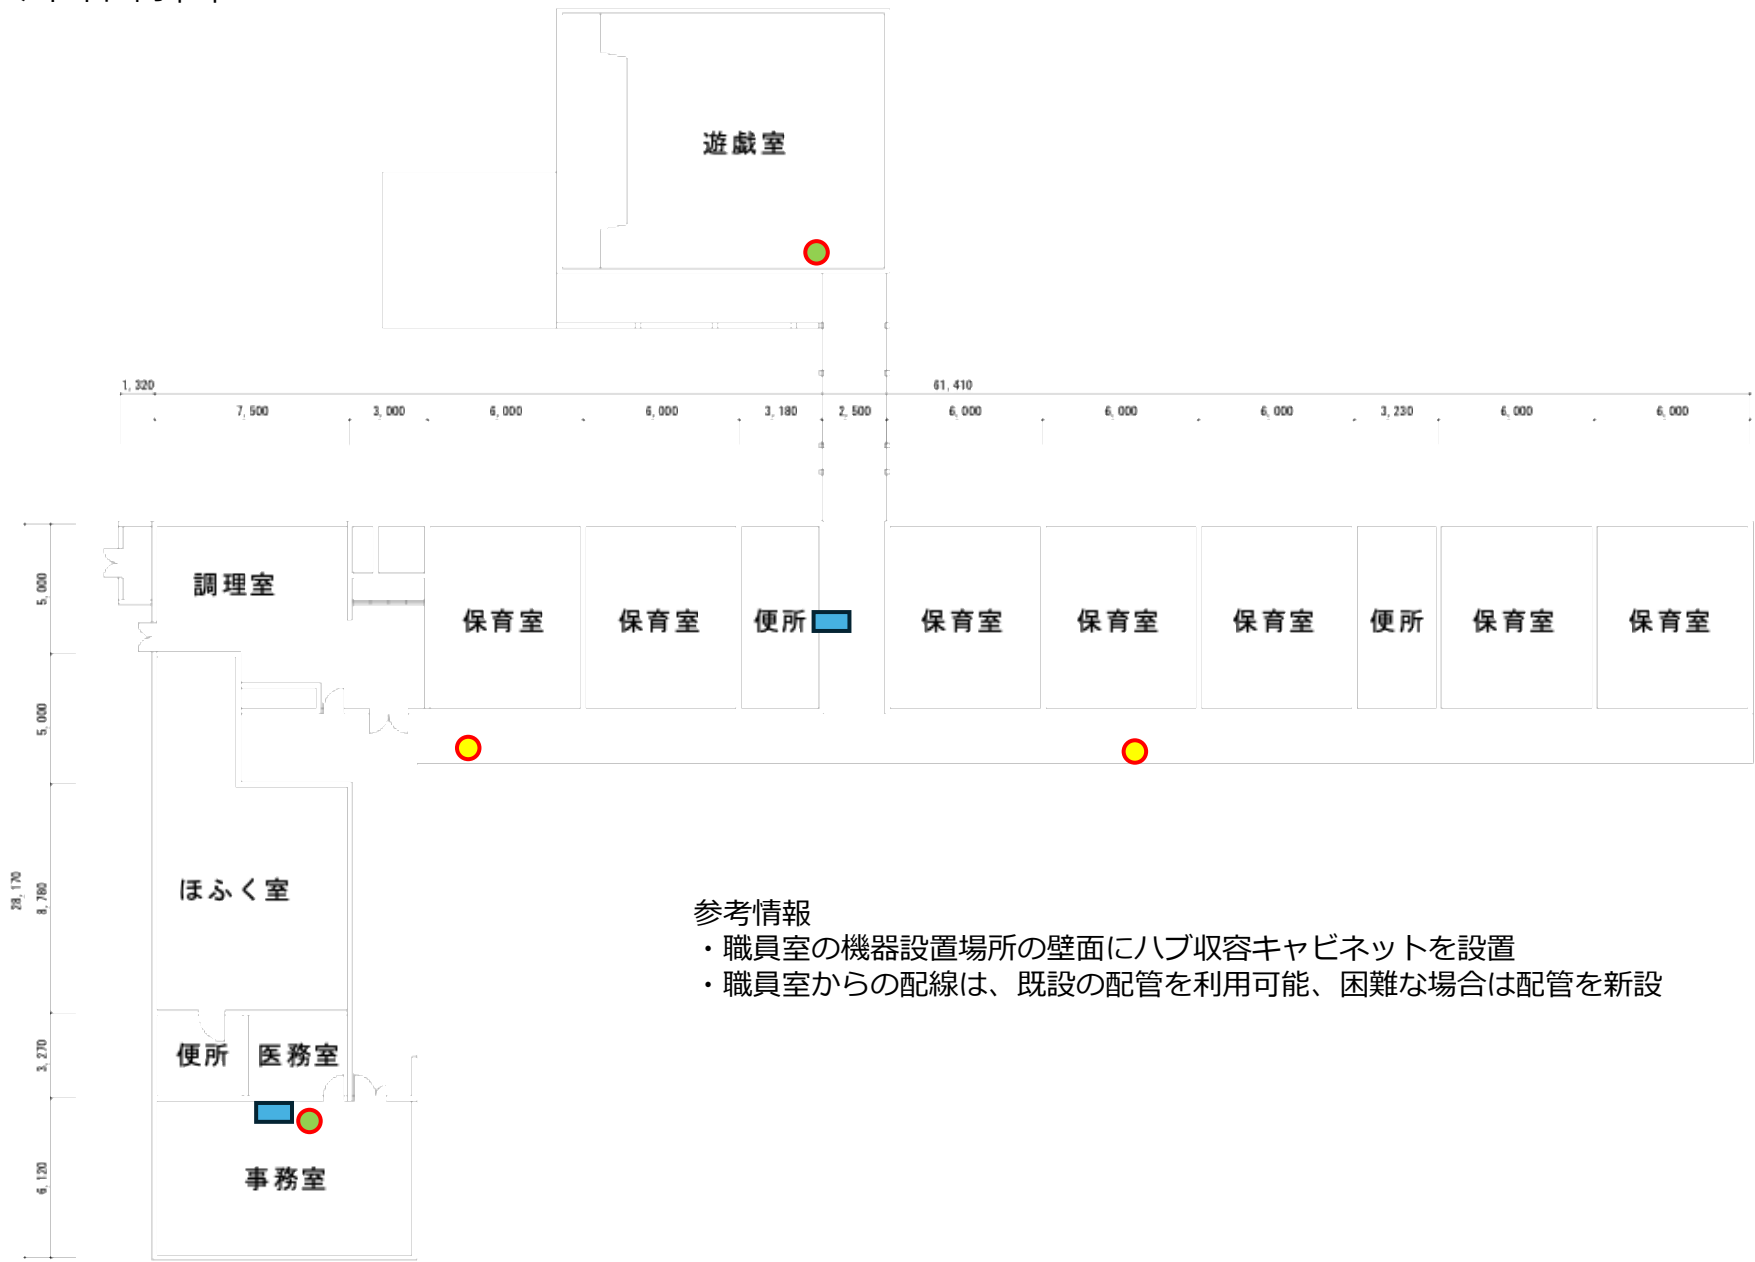 遊戯室
1,320
61,410
7,500
3,000
6,000
6,000
3,180
2,500
6,000
6,000
6,000
3,230
6,000
6,000
5,000
5,000
28,170
8,780
3,270
6,120
調理室
保育室
保育室
便所
保育室
保育室
保育室
便所
保育室
保育室
ほふく室
便所
医務室
事務室
参考情報
・職員室の機器設置場所の壁面にハブ収容キャビネットを設置
・職員室からの配線は、既設の配管を利用可能、困難な場合は配管を新設